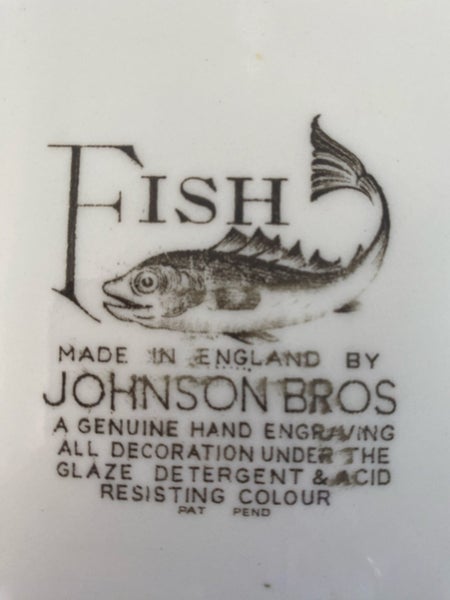 FISH
MADE IN ENGLAND BY
JOHNSON BROS
A GENUINE HAND ENGRAVING
ALL DECORATION UNDER THE
GLAZE DETERGENT & ACID
RESISTING COLOUR
PAT PEND